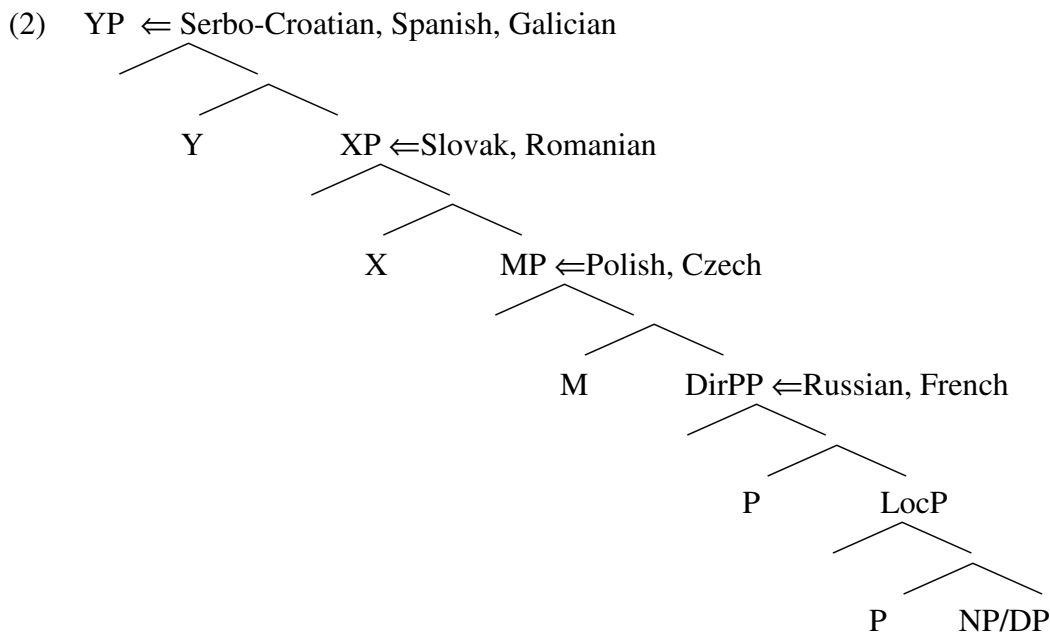 (2) YP ⇐ Serbo-Croatian, Spanish, Galician
Y XP ⇐Slovak, Romanian
X MP ⇐Polish, Czech
M DirPP ⇐Russian, French
P LocP
P NP/DP